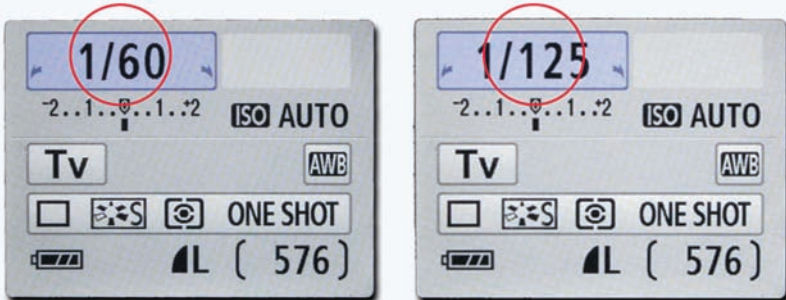 1/60
-2..1..0..1..+2 ISO AUTO
Tv AWB
S ONE SHOT
L ( 576 )
1/125
-2..1..0..1..+2 ISO AUTO
Tv AWB
S ONE SHOT
L ( 576 )